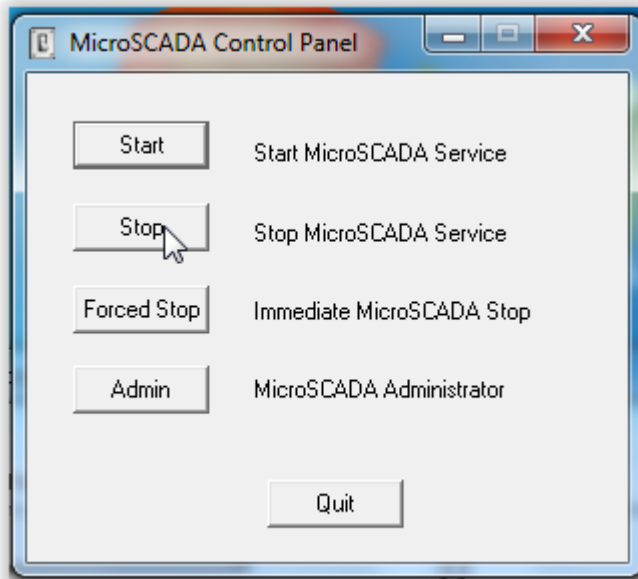 MicroSCADA Control Panel
Start Start MicroSCADA Service
Stop Stop MicroSCADA Service
Forced Stop Immediate MicroSCADA Stop
Admin MicroSCADA Administrator
Quit